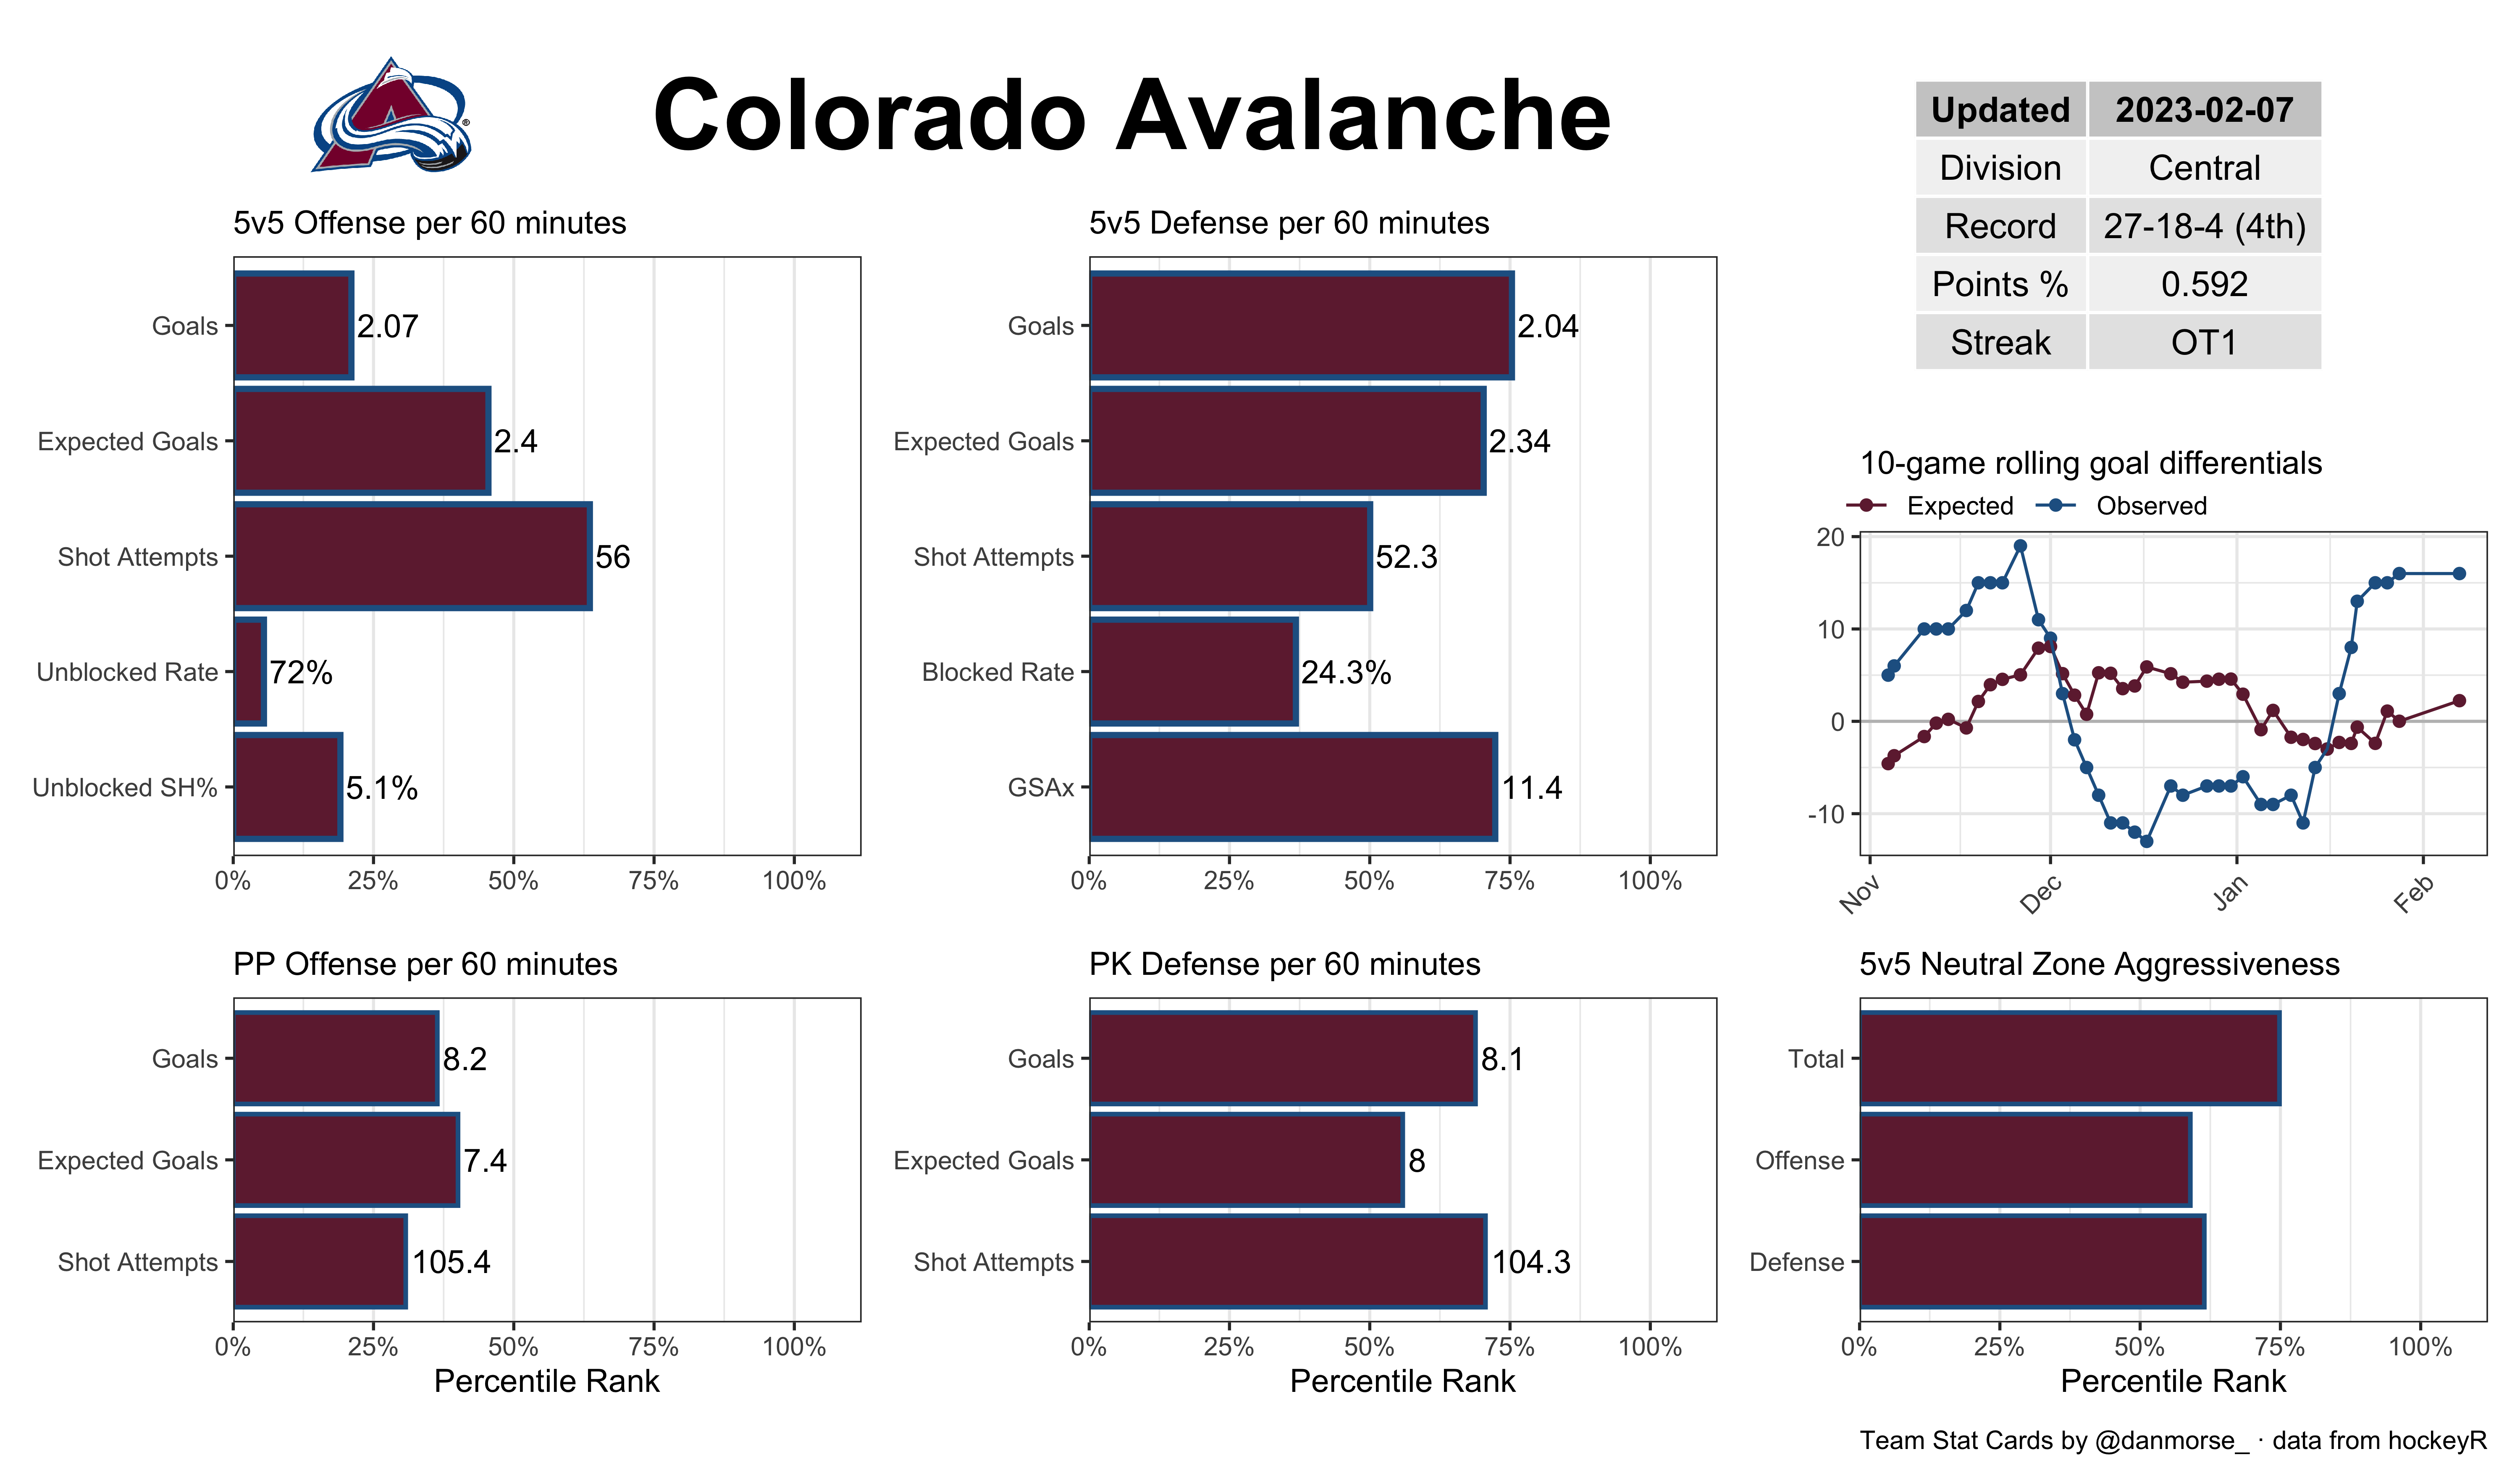 Colorado Avalanche
®
Updated 2023-02-07
Division Central
Record 27-18-4 (4th)
Points % 0.592
Streak OT1
5v5 Offense per 60 minutes
Goals 2.07
Expected Goals 2.4
Shot Attempts 56
Unblocked Rate 72%
Unblocked SH% 5.1%
0% 25% 50% 75% 100%
5v5 Defense per 60 minutes
Goals 2.04
Expected Goals 2.34
Shot Attempts 52.3
Blocked Rate 24.3%
GSAx 11.4
0% 25% 50% 75% 100%
10-game rolling goal differentials
Expected Observed
20
10
0
-10
Nov Dec Jan Feb
PP Offense per 60 minutes
Goals 8.2
Expected Goals 7.4
Shot Attempts 105.4
0% 25% 50% 75% 100%
Percentile Rank
PK Defense per 60 minutes
Goals 8.1
Expected Goals 8
Shot Attempts 104.3
0% 25% 50% 75% 100%
Percentile Rank
5v5 Neutral Zone Aggressiveness
Total
Offense
Defense
0% 25% 50% 75% 100%
Percentile Rank
Team Stat Cards by @danmorse_ · data from hockeyR